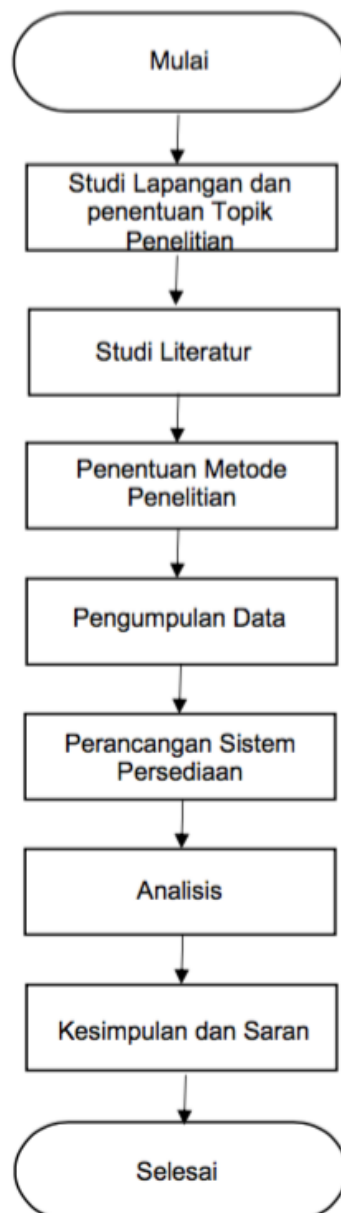 Mulai
Studi Lapangan dan
penentuan Topik
Penelitian
Studi Literatur
Penentuan Metode
Penelitian
Pengumpulan Data
Perancangan Sistem
Persediaan
Analisis
Kesimpulan dan Saran
Selesai